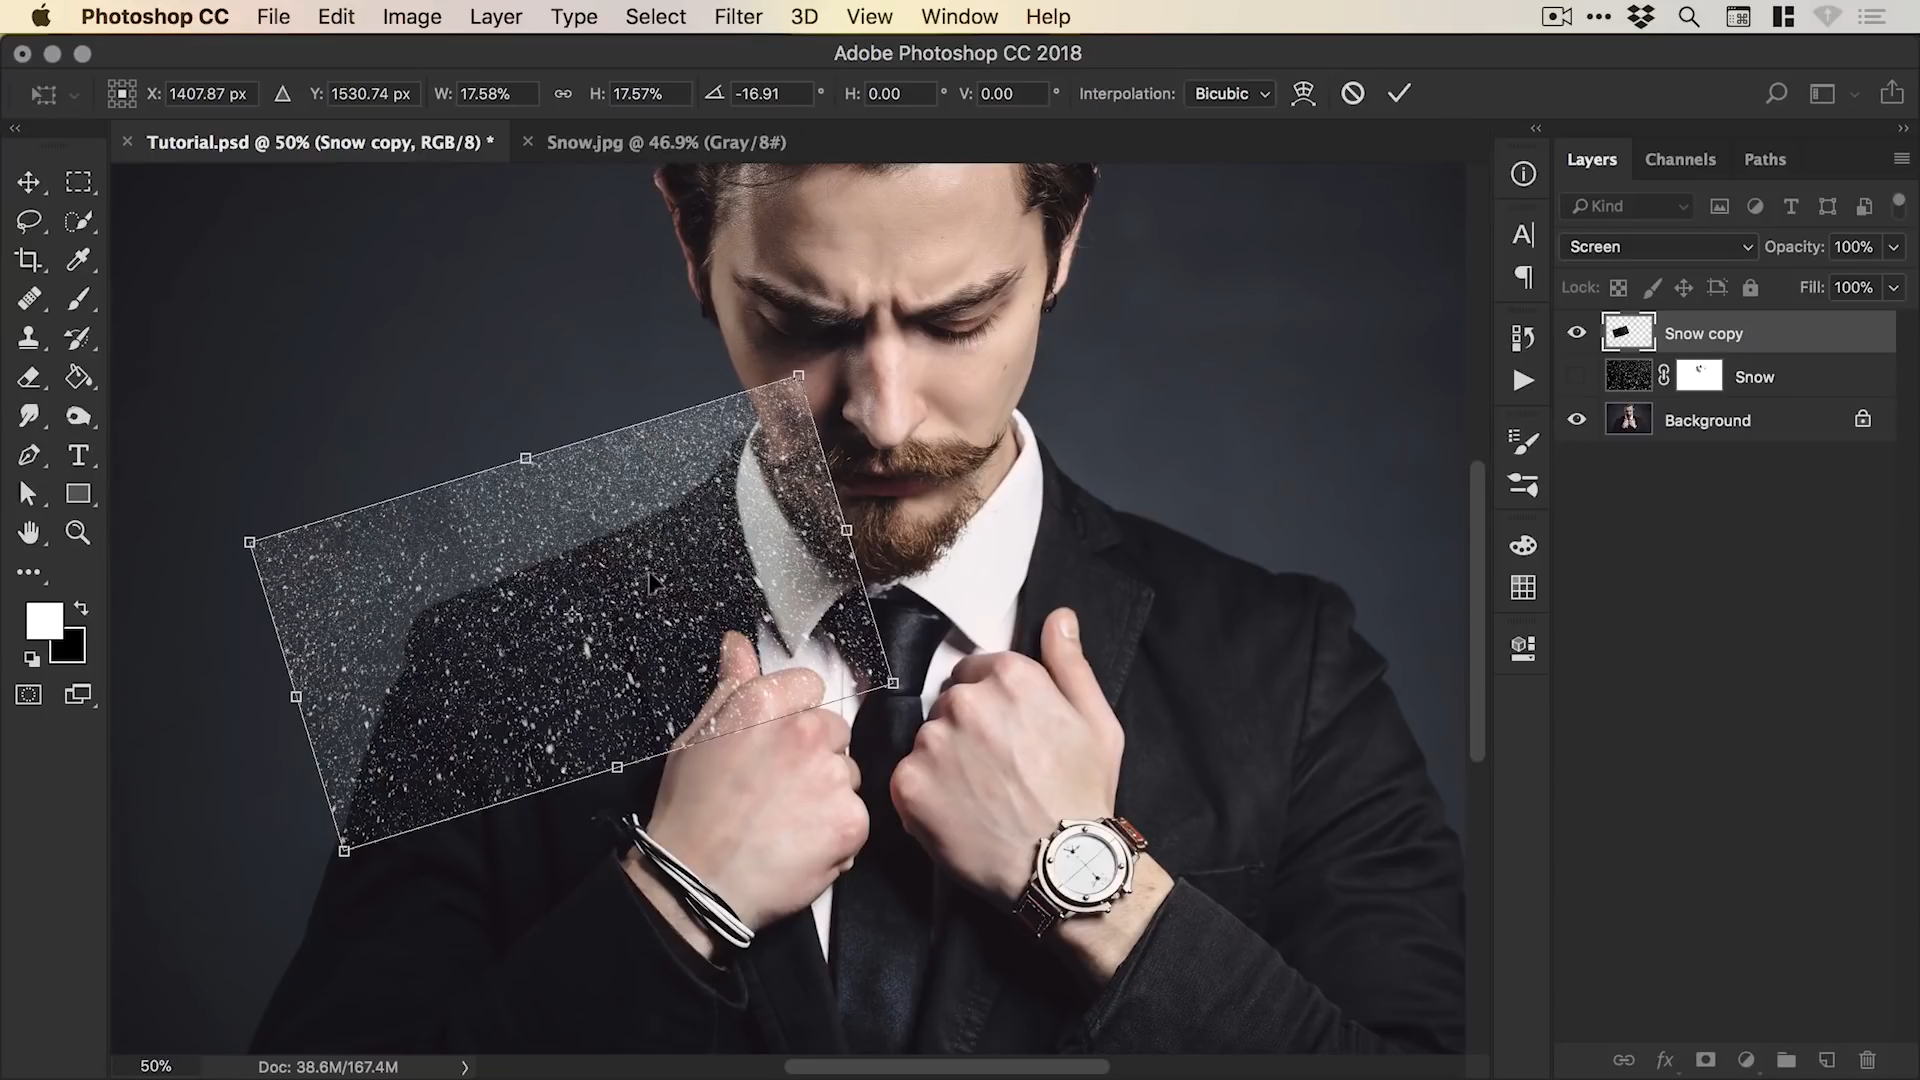 Photoshop CC File Edit Image Layer Type Select Filter 3D View Window Help
Adobe Photoshop CC 2018
X: 1407.87 px Y: 1530.74 px W: 17.58% H: 17.57% -16.91 ° H: 0.00 ° V: 0.00 ° Interpolation: Bicubic
Tutorial.psd @ 50% (Snow copy, RGB/8) * Snow.jpg @ 46.9% (Gray/8#)
Layers Channels Paths
Kind
Screen Opacity: 100%
Lock: Fill: 100%
Snow copy
Snow
Background
50% Doc: 38.6M/167.4M